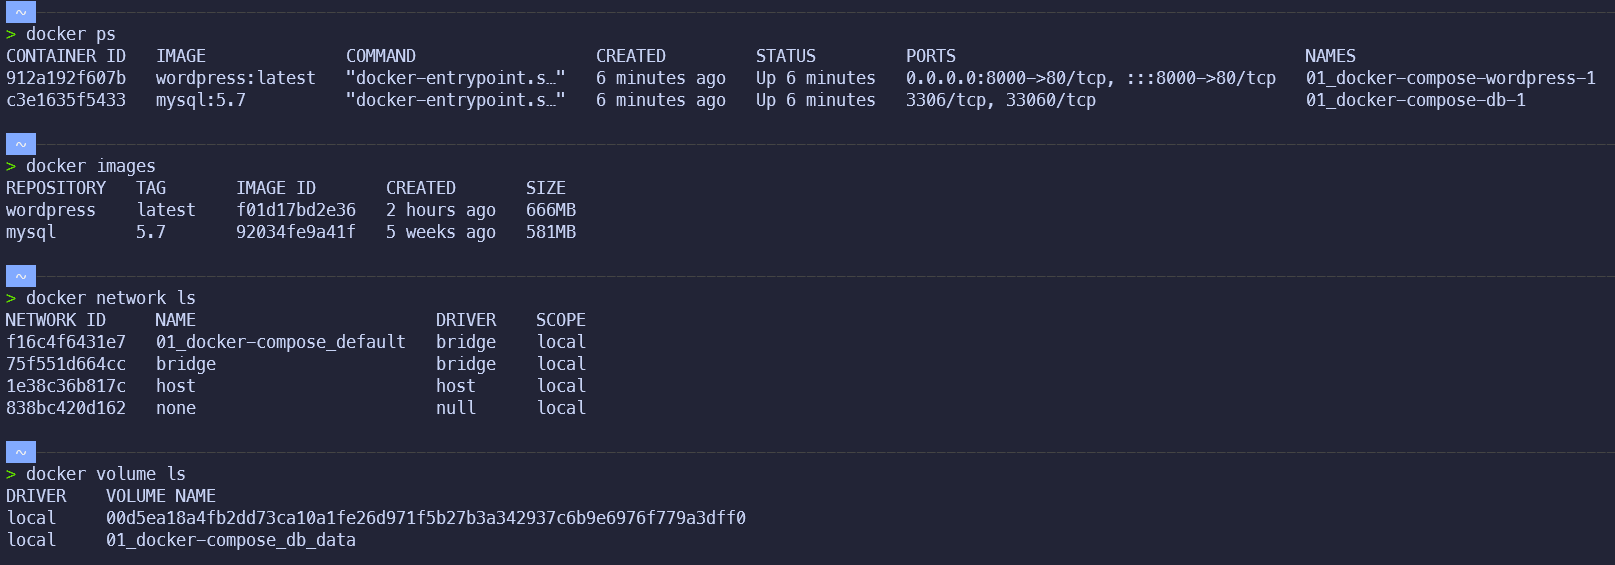 ~
> docker ps
CONTAINER ID   IMAGE              COMMAND                  CREATED         STATUS         PORTS                                   NAMES
912a192f607b   wordpress:latest   "docker-entrypoint.s…"   6 minutes ago   Up 6 minutes   0.0.0.0:8000->80/tcp, :::8000->80/tcp   01_docker-compose-wordpress-1
c3e1635f5433   mysql:5.7          "docker-entrypoint.s…"   6 minutes ago   Up 6 minutes   3306/tcp, 33060/tcp                     01_docker-compose-db-1
~
> docker images
REPOSITORY   TAG       IMAGE ID       CREATED       SIZE
wordpress    latest    f01d17bd2e36   2 hours ago   666MB
mysql        5.7       92034fe9a41f   5 weeks ago   581MB
~
> docker network ls
NETWORK ID     NAME                        DRIVER    SCOPE
f16c4f6431e7   01_docker-compose_default   bridge    local
75f551d664cc   bridge                      bridge    local
1e38c36b817c   host                        host      local
838bc420d162   none                        null      local
~
> docker volume ls
DRIVER    VOLUME NAME
local     00d5ea18a4fb2dd73ca10a1fe26d971f5b27b3a342937c6b9e6976f779a3dff0
local     01_docker-compose_db_data